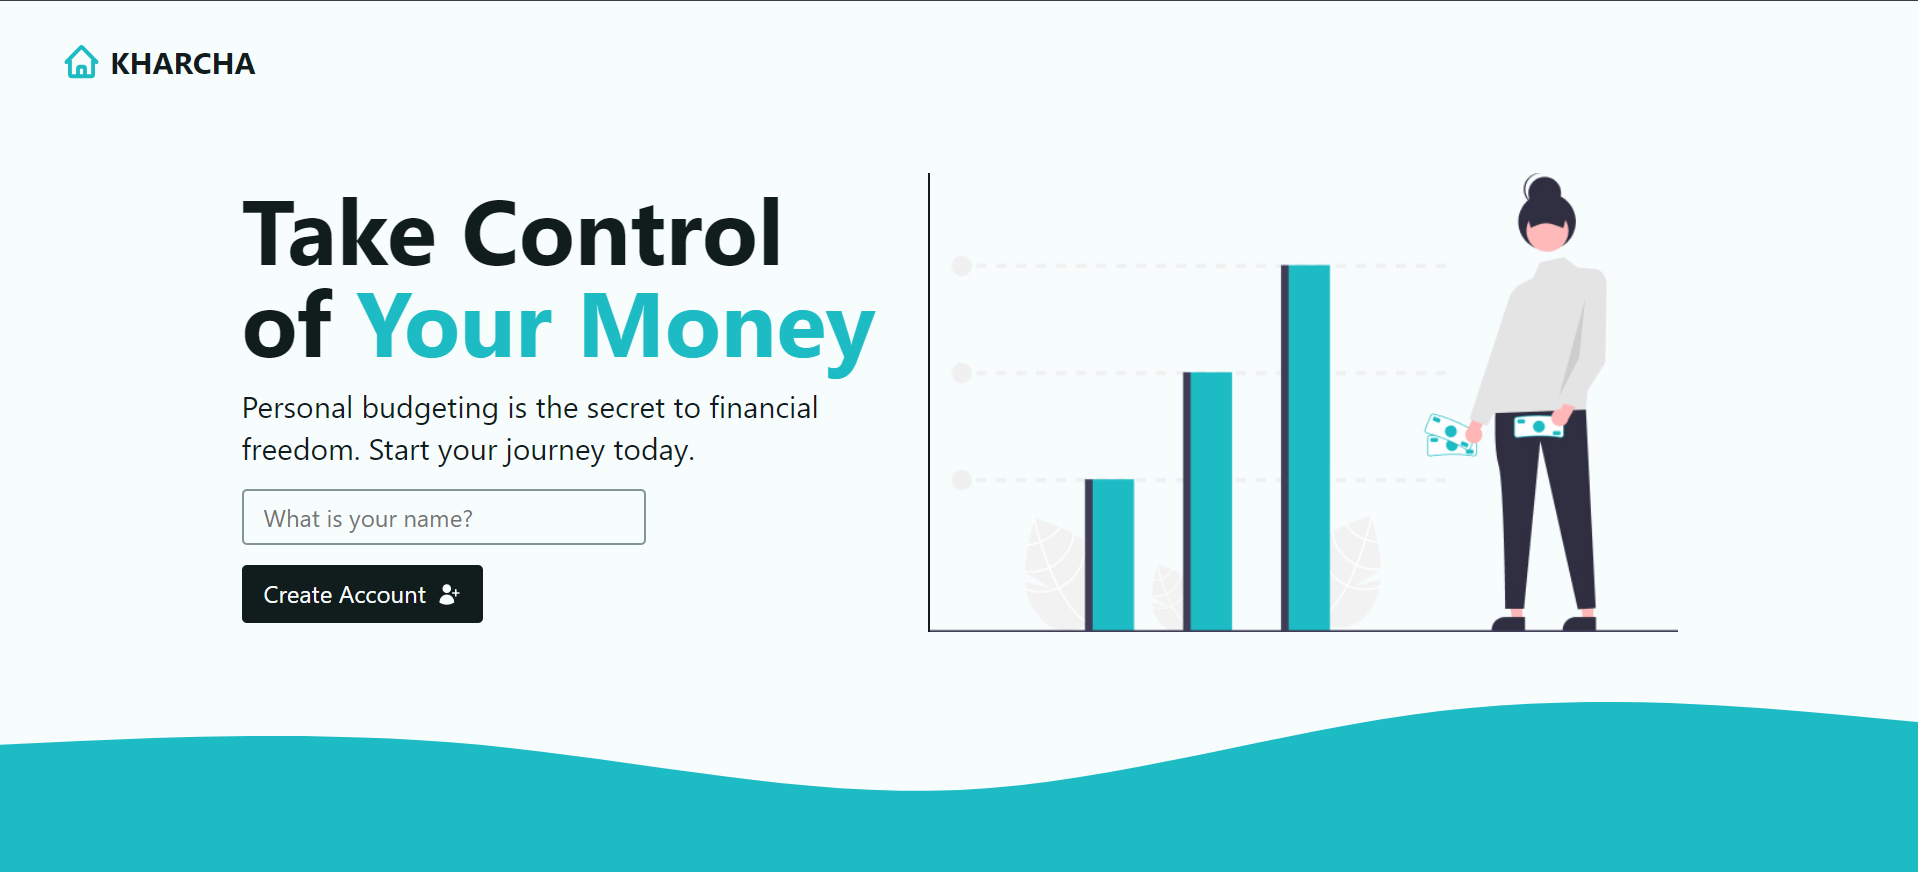 KHARCHA
Take Control
of Your Money
Personal budgeting is the secret to financial
freedom. Start your journey today.
What is your name?
Create Account